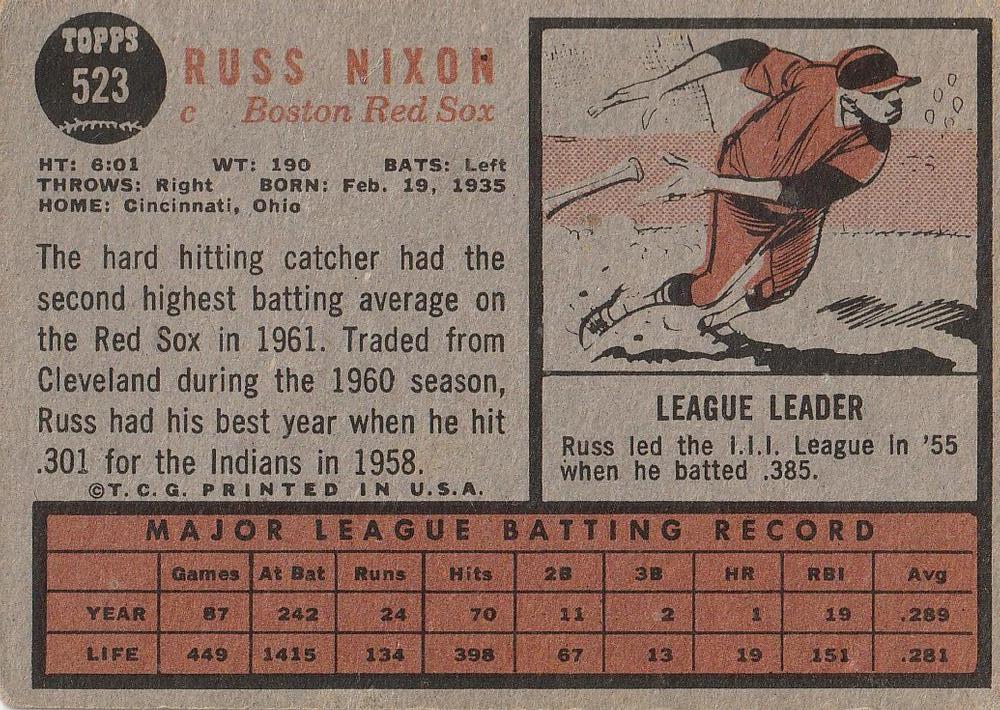 TOPPS
523
RUSS NIXON
c Boston Red Sox
HT: 6:01 WT: 190 BATS: Left
THROWS: Right BORN: Feb. 19, 1935
HOME: Cincinnati, Ohio
The hard hitting catcher had the
second highest batting average on
the Red Sox in 1961. Traded from
Cleveland during the 1960 season,
Russ had his best year when he hit
.301 for the Indians in 1958.
©T.C.G. PRINTED IN U.S.A.
LEAGUE LEADER
Russ led the I.I.I. League in '55
when he batted .385.
MAJOR LEAGUE BATTING RECORD
Games At Bat Runs Hits 2B 3B HR RBI Avg
YEAR 87 242 24 70 11 2 1 19 .289
LIFE 449 1415 134 398 67 13 19 151 .281